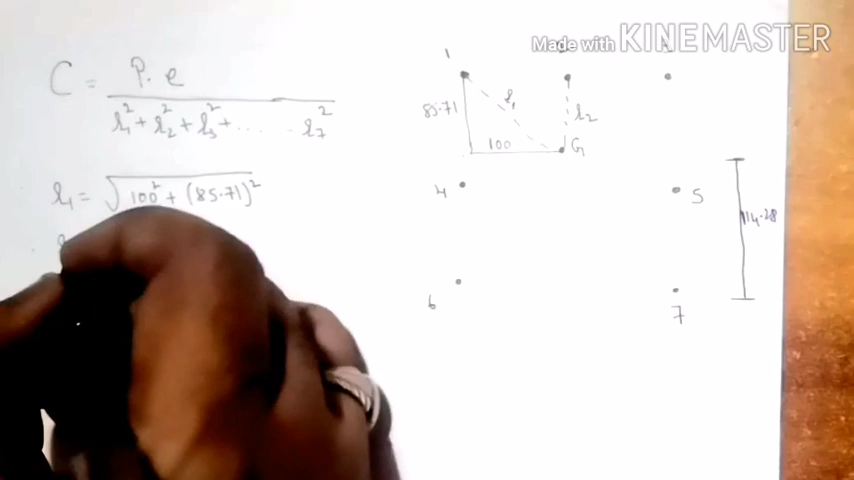 Made with KINEMASTER
C = P. e
l₁² + l₂² + l₃² + ..... l₇²
l₁ = √100² + (85.71)²
1
85.71
l₁
100
l₂
G
4
5
114.28
6
7